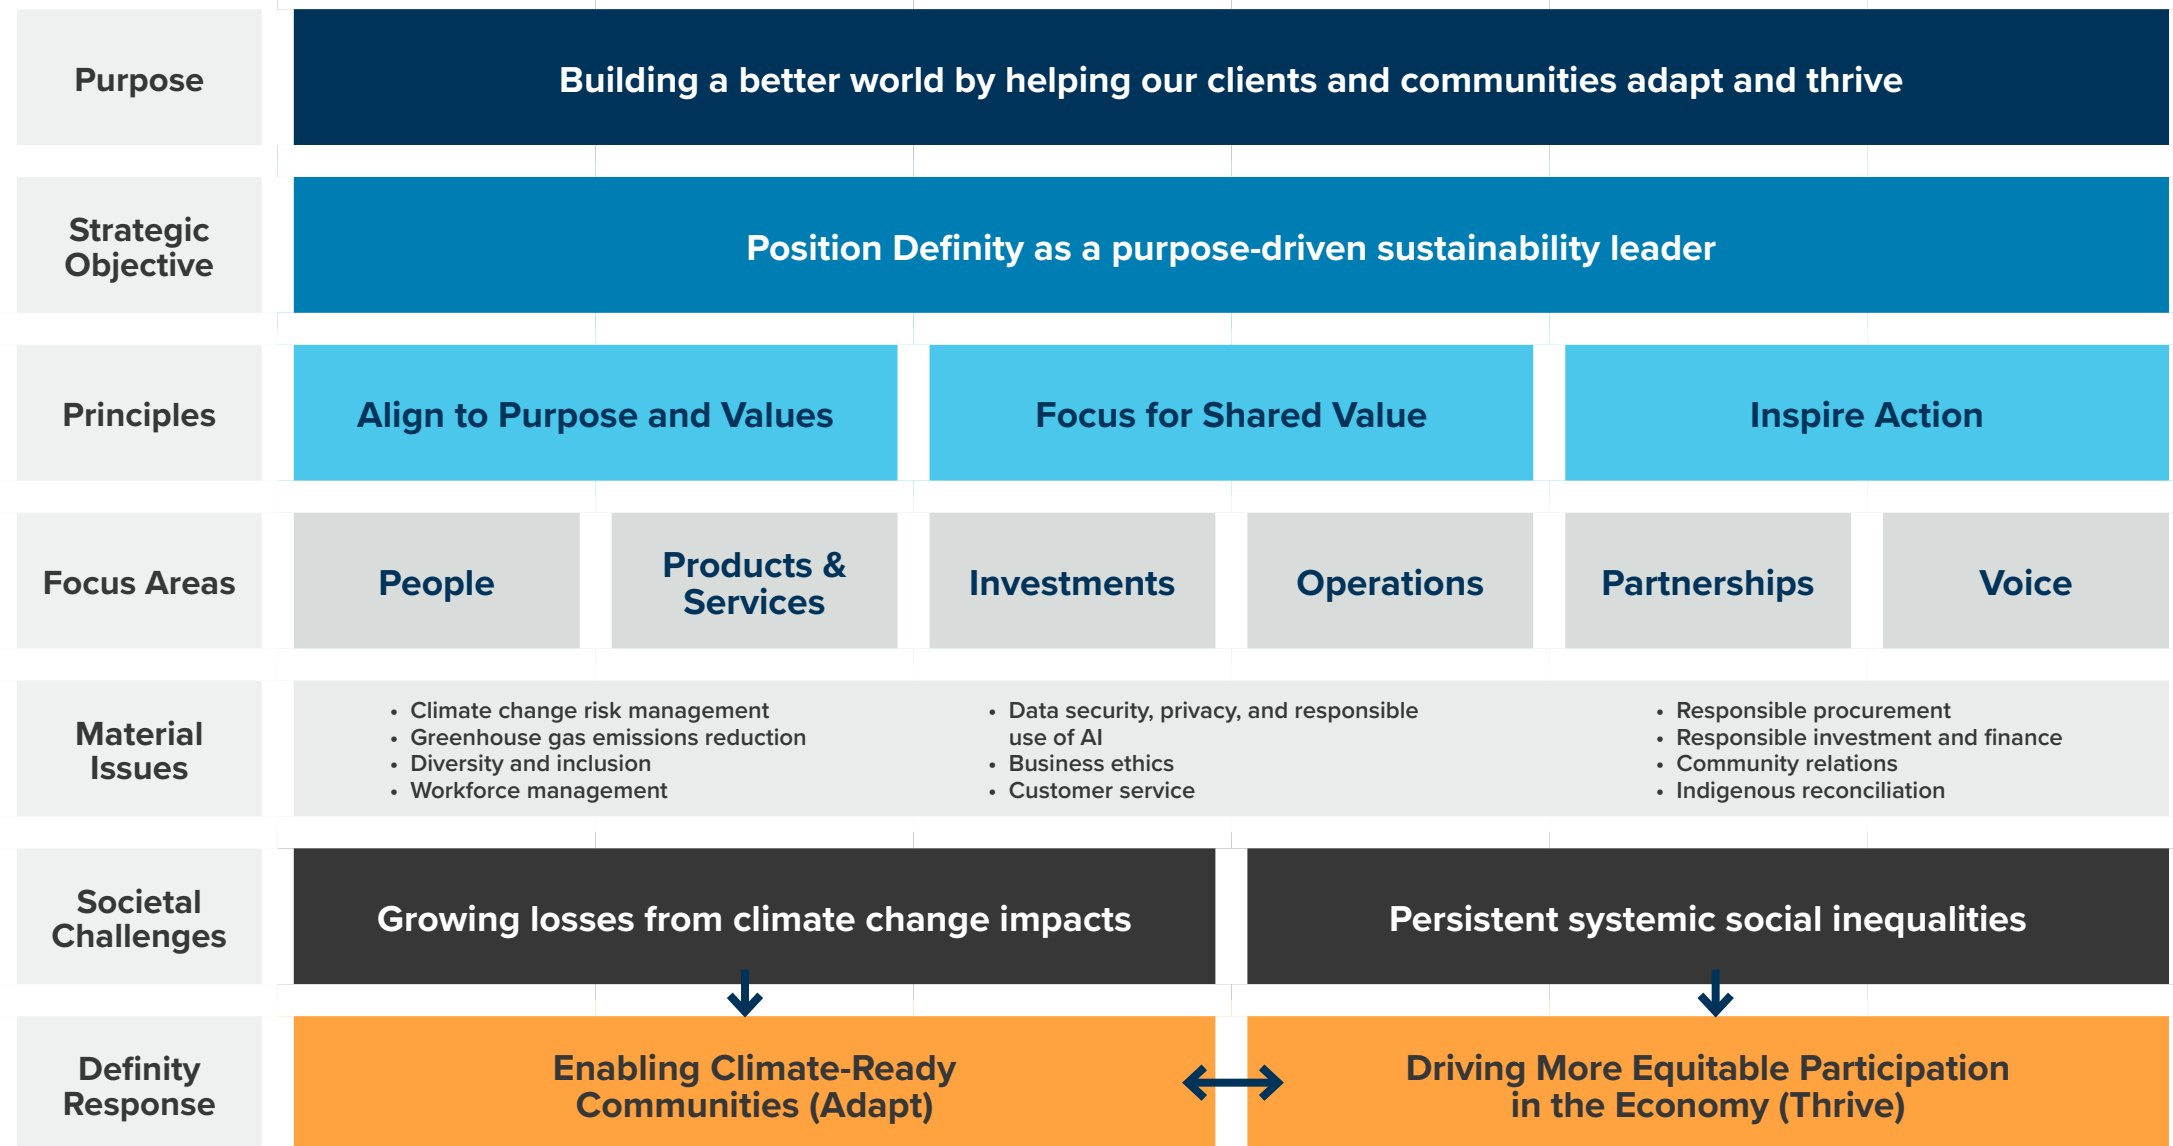 Purpose
Building a better world by helping our clients and communities adapt and thrive
Strategic
Objective
Position Definity as a purpose-driven sustainability leader
Principles
Align to Purpose and Values
Focus for Shared Value
Inspire Action
Focus Areas
People
Products &
Services
Investments
Operations
Partnerships
Voice
Material
Issues
• Climate change risk management
• Greenhouse gas emissions reduction
• Diversity and inclusion
• Workforce management
• Data security, privacy, and responsible
use of AI
• Business ethics
• Customer service
• Responsible procurement
• Responsible investment and finance
• Community relations
• Indigenous reconciliation
Societal
Challenges
Growing losses from climate change impacts
Persistent systemic social inequalities
Definity
Response
Enabling Climate-Ready
Communities (Adapt)
Driving More Equitable Participation
in the Economy (Thrive)